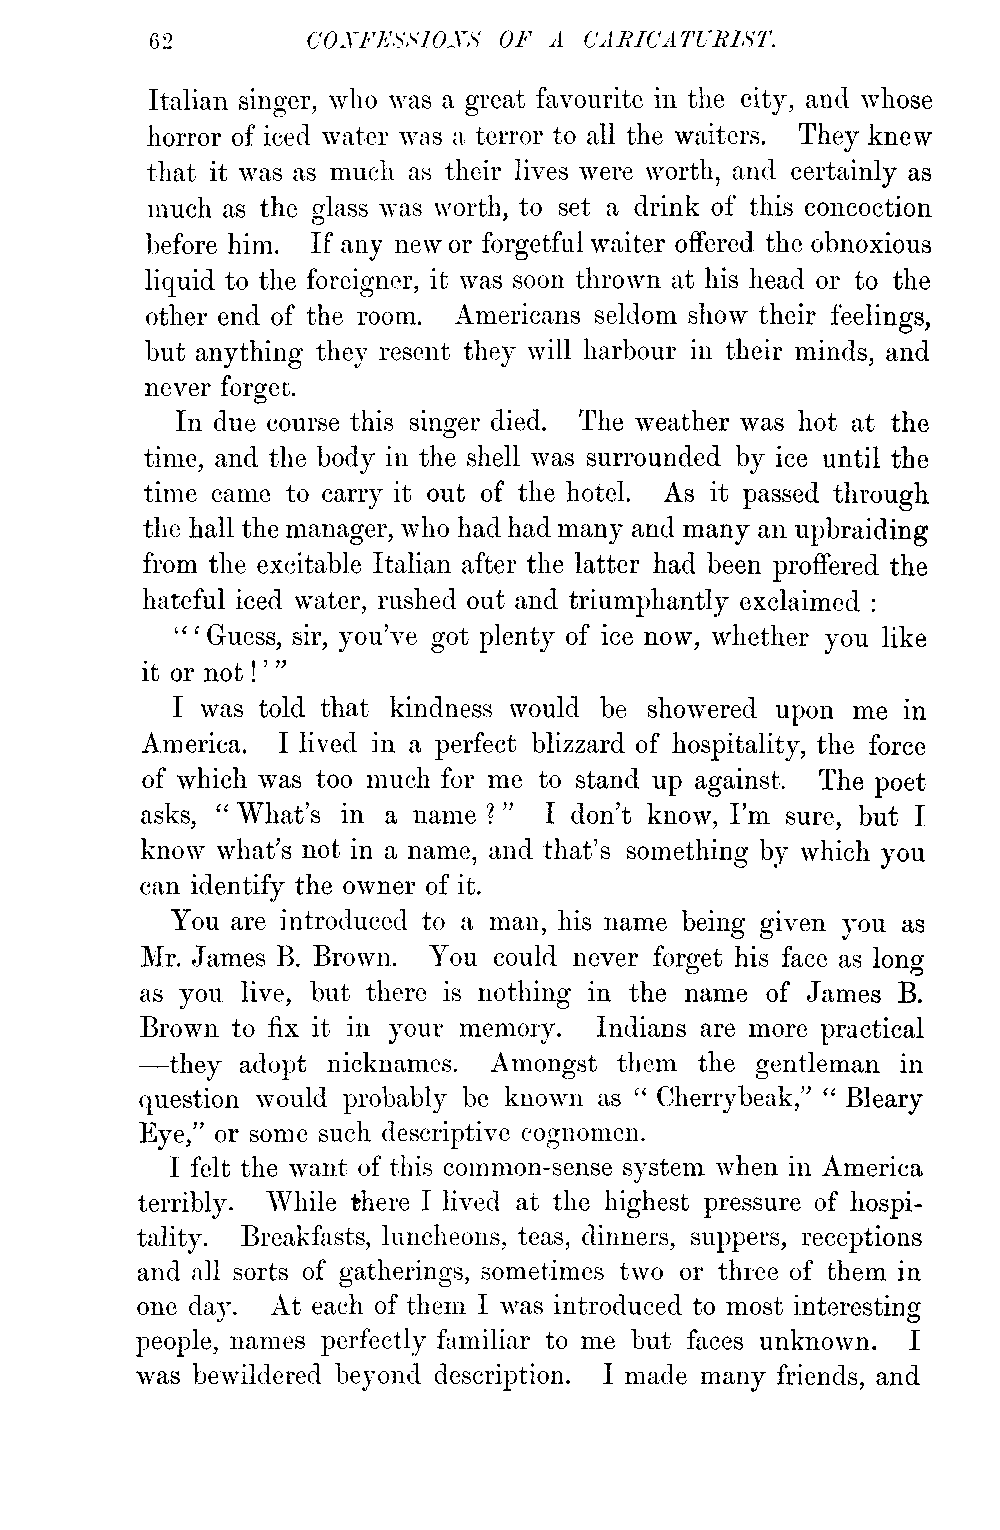 62 CONFESSIONS OF A CARICATURIST.
Italian singer, who was a great favourite in the city, and whose
horror of iced water was a terror to all the waiters. They knew
that it was as much as their lives were worth, and certainly as
much as the glass was worth, to set a drink of this concoction
before him. If any new or forgetful waiter offered the obnoxious
liquid to the foreigner, it was soon thrown at his head or to the
other end of the room. Americans seldom show their feelings,
but anything they resent they will harbour in their minds, and
never forget.
In due course this singer died. The weather was hot at the
time, and the body in the shell was surrounded by ice until the
time came to carry it out of the hotel. As it passed through
the hall the manager, who had had many and many an upbraiding
from the excitable Italian after the latter had been proffered the
hateful iced water, rushed out and triumphantly exclaimed :
“‘Guess, sir, you've got plenty of ice now, whether you like
it or not!’”
I was told that kindness would be showered upon me in
America. I lived in a perfect blizzard of hospitality, the force
of which was too much for me to stand up against. The poet
asks, “What's in a name?” I don't know, I'm sure, but I
know what's not in a name, and that's something by which you
can identify the owner of it.
You are introduced to a man, his name being given you as
Mr. James B. Brown. You could never forget his face as long
as you live, but there is nothing in the name of James B.
Brown to fix it in your memory. Indians are more practical
—they adopt nicknames. Amongst them the gentleman in
question would probably be known as “Cherrybeak,” “Bleary
Eye,” or some such descriptive cognomen.
I felt the want of this common-sense system when in America
terribly. While there I lived at the highest pressure of hospi-
tality. Breakfasts, luncheons, teas, dinners, suppers, receptions
and all sorts of gatherings, sometimes two or three of them in
one day. At each of them I was introduced to most interesting
people, names perfectly familiar to me but faces unknown. I
was bewildered beyond description. I made many friends, and